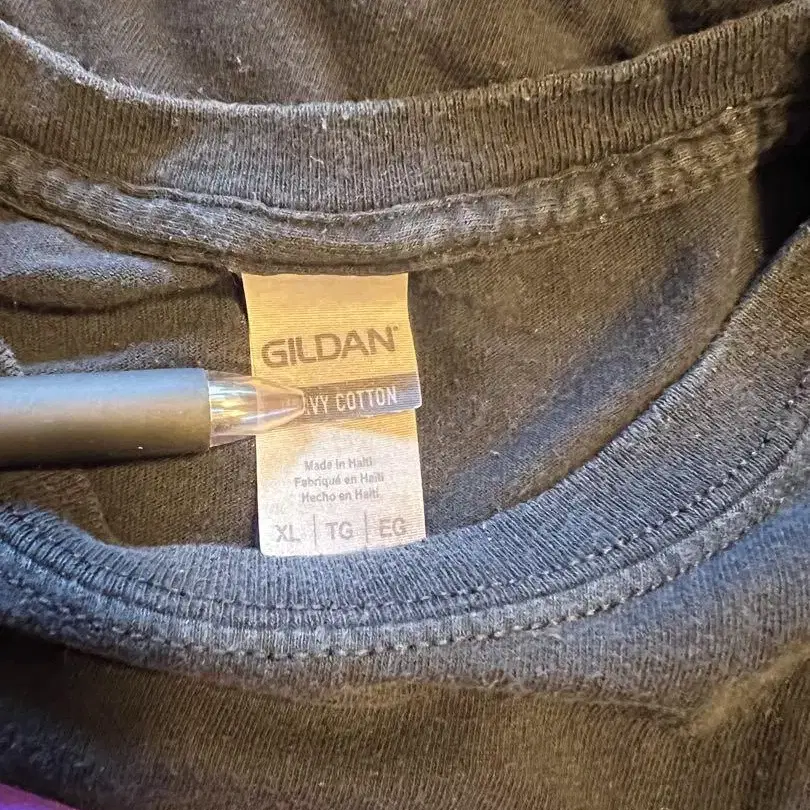 GILDAN®
VY COTTON
Made in Haiti
Fabriqué en Haïti
Hecho en Haití
XL | TG | EG